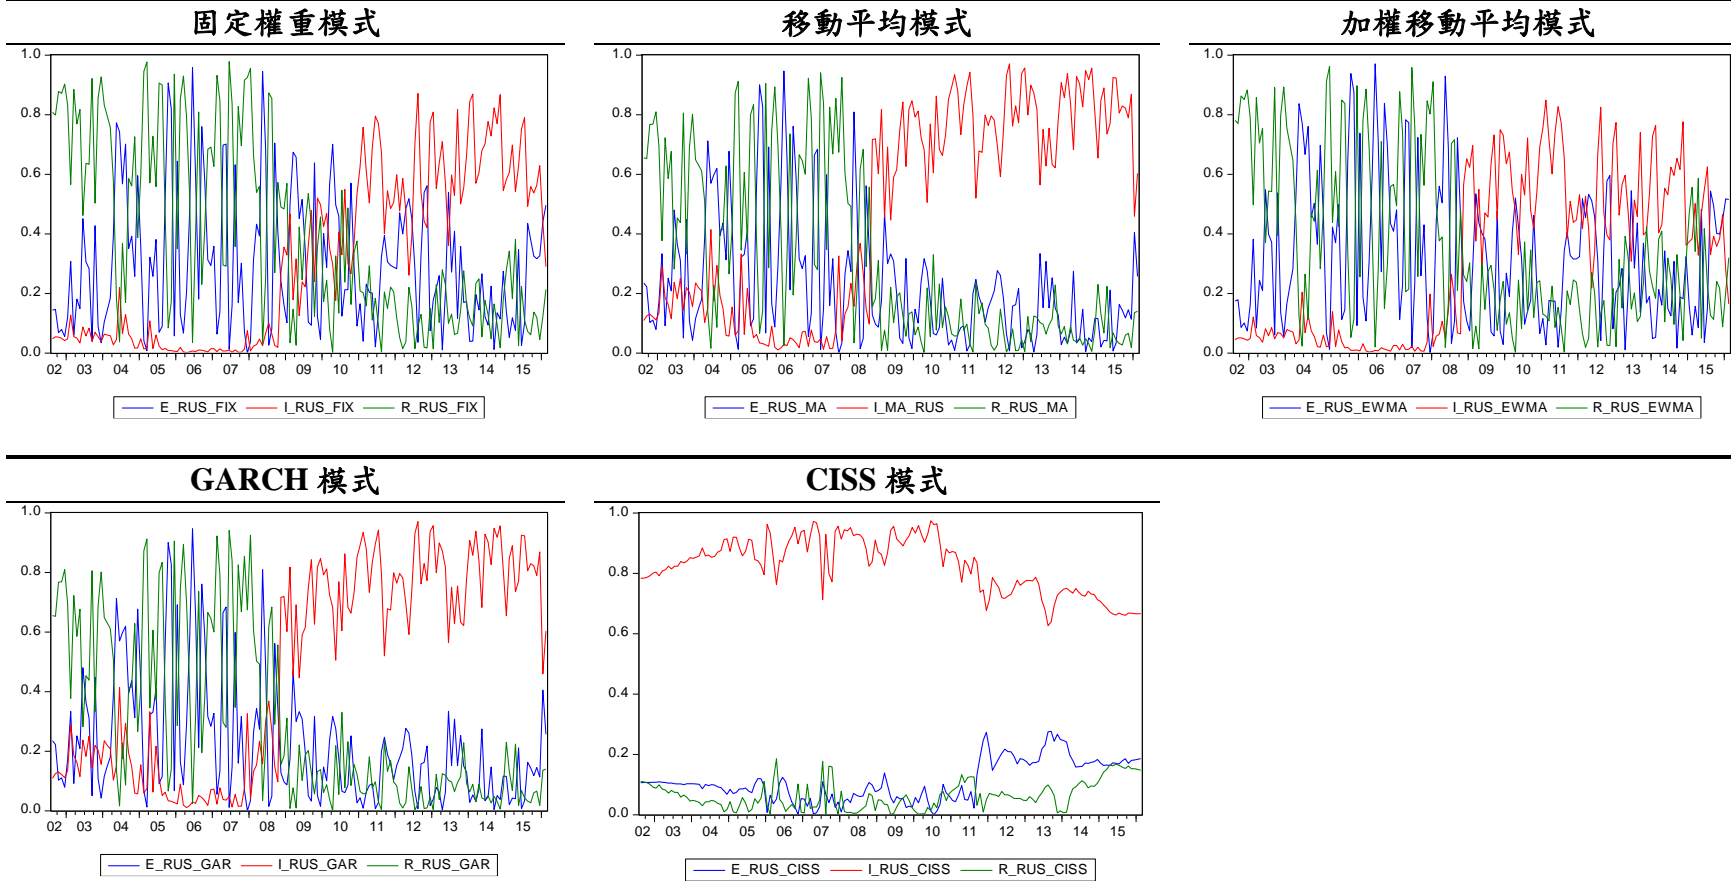 固定權重模式
1.0
0.8
0.6
0.4
0.2
0.0
02 03 04 05 06 07 08 09 10 11 12 13 14 15
E_RUS_FIX I_RUS_FIX R_RUS_FIX
移動平均模式
1.0
0.8
0.6
0.4
0.2
0.0
02 03 04 05 06 07 08 09 10 11 12 13 14 15
E_RUS_MA I_MA_RUS R_RUS_MA
加權移動平均模式
1.0
0.8
0.6
0.4
0.2
0.0
02 03 04 05 06 07 08 09 10 11 12 13 14 15
E_RUS_EWMA I_RUS_EWMA R_RUS_EWMA
GARCH 模式
1.0
0.8
0.6
0.4
0.2
0.0
02 03 04 05 06 07 08 09 10 11 12 13 14 15
E_RUS_GAR I_RUS_GAR R_RUS_GAR
CISS 模式
1.0
0.8
0.6
0.4
0.2
0.0
02 03 04 05 06 07 08 09 10 11 12 13 14 15
E_RUS_CISS I_RUS_CISS R_RUS_CISS